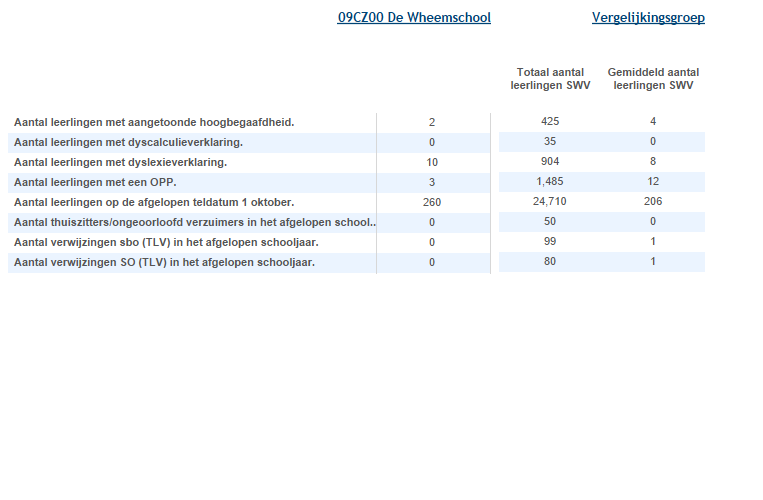 09CZ00 De Wheemschool Vergelijkingsgroep
Totaal aantal leerlingen SWV Gemiddeld aantal leerlingen SWV
Aantal leerlingen met aangetoonde hoogbegaafdheid. 2 425 4
Aantal leerlingen met dyscalculieverklaring. 0 35 0
Aantal leerlingen met dyslexieverklaring. 10 904 8
Aantal leerlingen met een OPP. 3 1,485 12
Aantal leerlingen op de afgelopen teldatum 1 oktober. 260 24,710 206
Aantal thuiszitters/ongeoorloofd verzuimers in het afgelopen school.. 0 50 0
Aantal verwijzingen sbo (TLV) in het afgelopen schooljaar. 0 99 1
Aantal verwijzingen SO (TLV) in het afgelopen schooljaar. 0 80 1